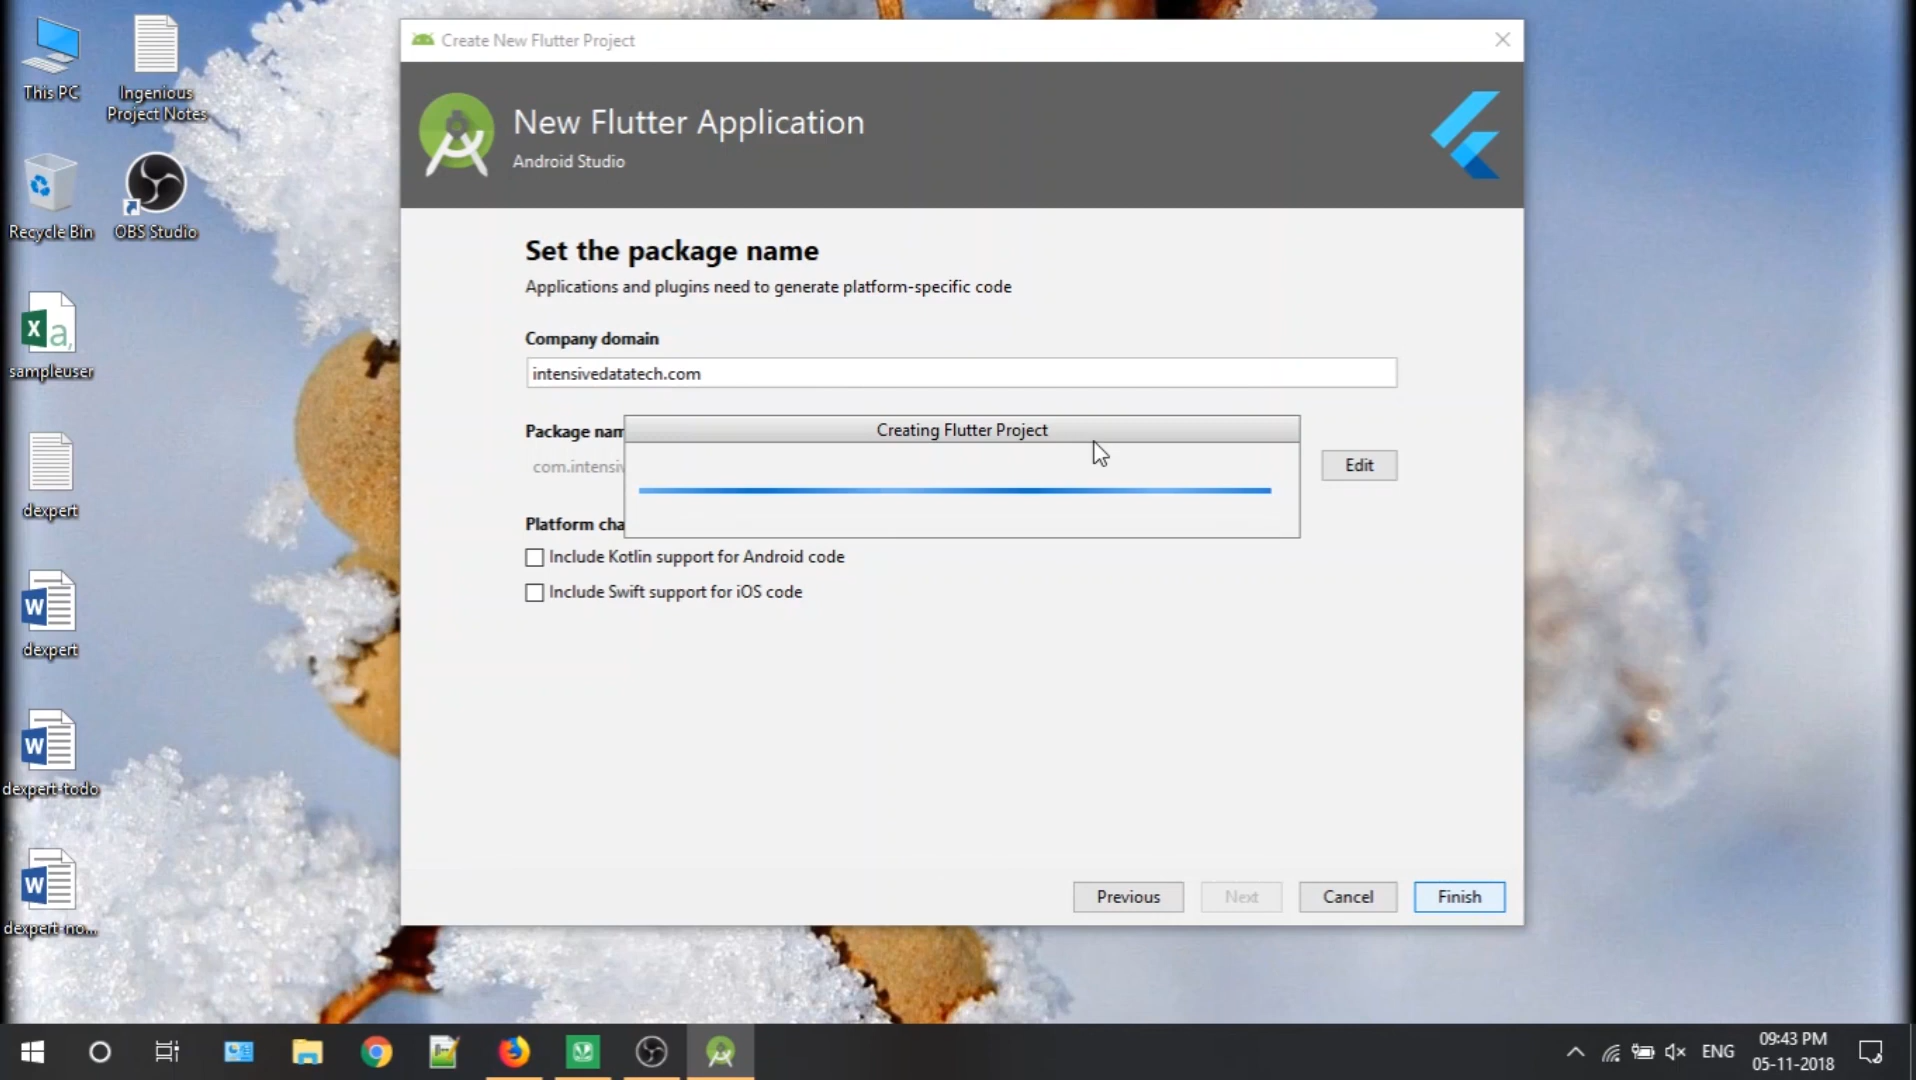 This PC
Ingenious
Project Notes
Recycle Bin
OBS Studio
sampleuser
dexpert
dexpert
dexpert-todo
dexpert-no...
Create New Flutter Project
New Flutter Application
Android Studio
Set the package name
Applications and plugins need to generate platform-specific code
Company domain
intensivedatatech.com
Package nam
Creating Flutter Project
com.intensiv
Edit
Platform cha
Include Kotlin support for Android code
Include Swift support for iOS code
Previous
Next
Cancel
Finish
ENG
09:43 PM
05-11-2018